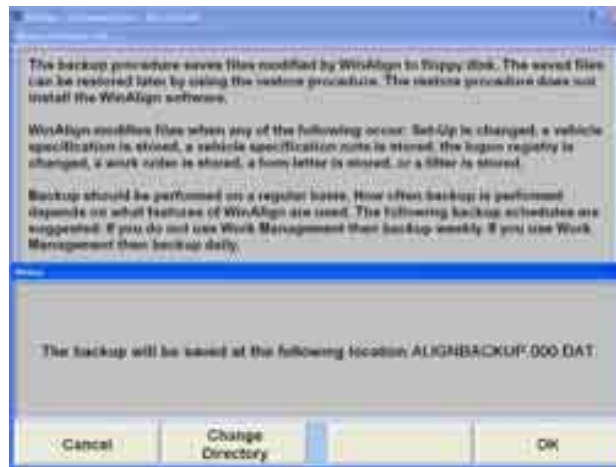 The backup procedure saves files modified by WinAlign to floppy disk. The saved files
can be restored later by using the restore procedure. The restore procedure does not
install the WinAlign software.
WinAlign modifies files when any of the following occur: Set-Up is changed, a vehicle
specification is stored, a vehicle specification note is stored, the logon registry is
changed, a work order is stored, a form letter is stored, or a filter is stored.
Backup should be performed on a regular basis. How often backup is performed
depends on what features of WinAlign are used. The following backup schedules are
suggested: If you do not use Work Management then backup weekly. If you use Work
Management then backup daily.
The backup will be saved at the following location ALIGNBACKUP.000.DAT
Cancel
Change
Directory
OK